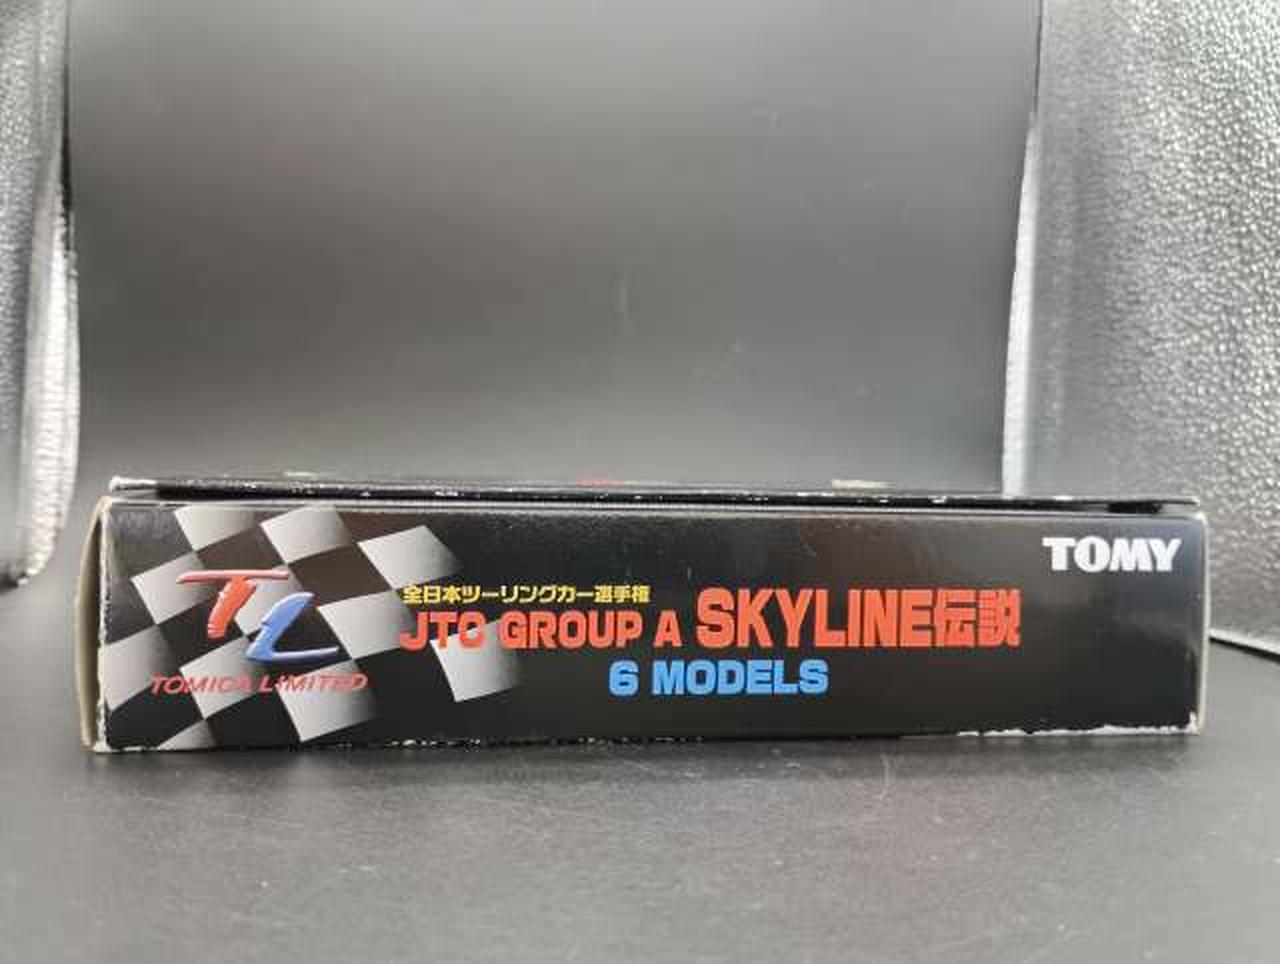 TOMY
全日本ツーリングカー選手権
JTC GROUP A SKYLINE伝説
6 MODELS
TL
TOMICA LIMITED